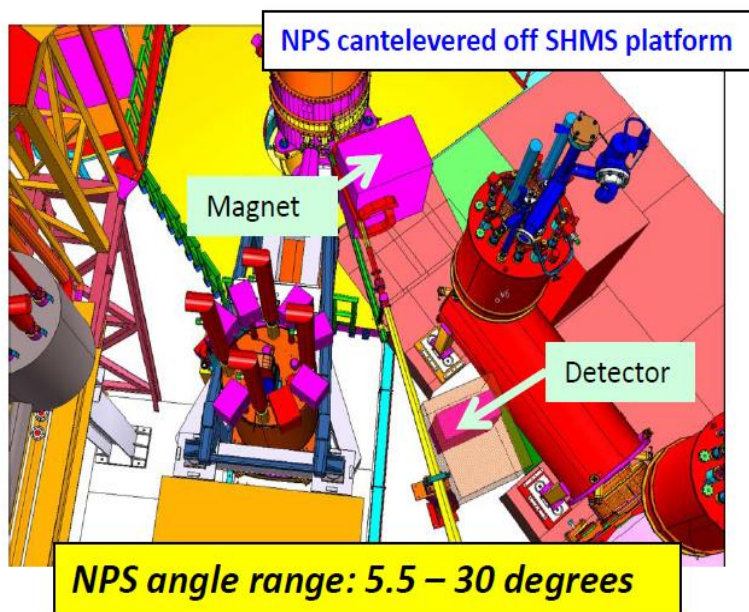 NPS cantelevered off SHMS platform
Magnet
Detector
NPS angle range: 5.5 – 30 degrees